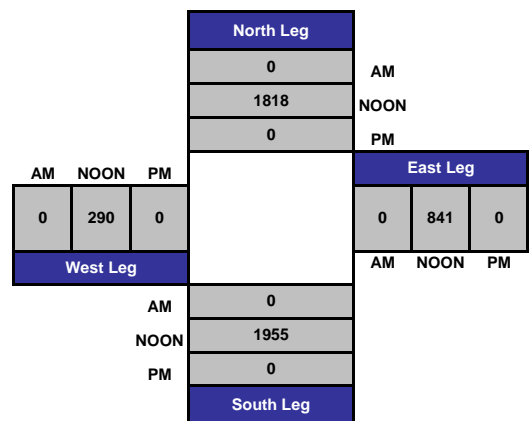 North Leg
0 AM
1818 NOON
0 PM
AM NOON PM East Leg
0 290 0 0 841 0
West Leg AM NOON PM
AM 0
NOON 1955
PM 0
South Leg